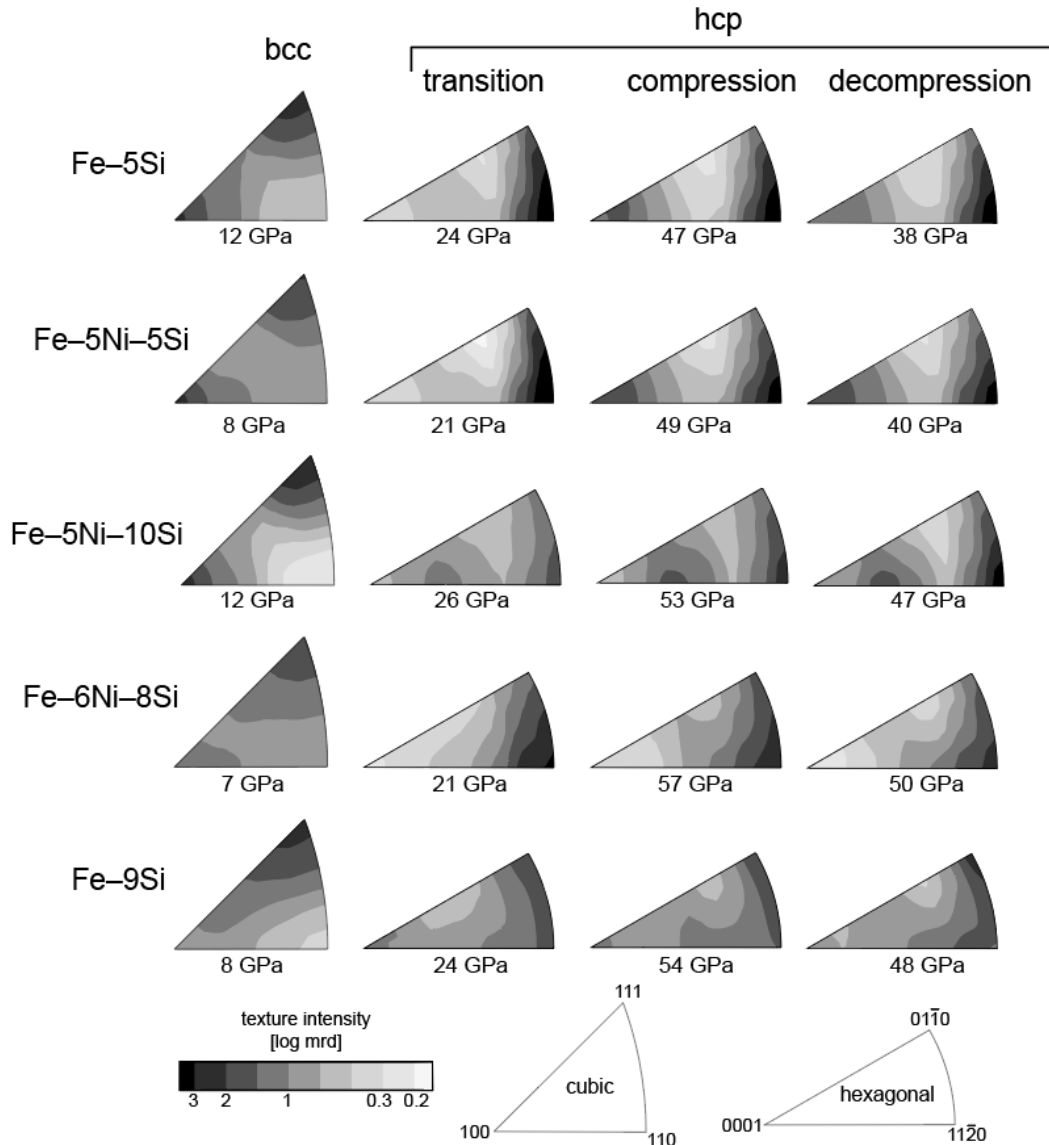 hcp
bcc
transition compression decompression
Fe–5Si
12 GPa 24 GPa 47 GPa 38 GPa
Fe–5Ni–5Si
8 GPa 21 GPa 49 GPa 40 GPa
Fe–5Ni–10Si
12 GPa 26 GPa 53 GPa 47 GPa
Fe–6Ni–8Si
7 GPa 21 GPa 57 GPa 50 GPa
Fe–9Si
8 GPa 24 GPa 54 GPa 48 GPa
texture intensity
[log mrd]
3 2 1 0.3 0.2
111
cubic
100 110
011̅0
hexagonal
0001 112̅0